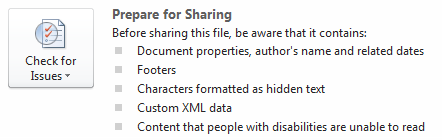 Check for
Issues
Prepare for Sharing
Before sharing this file, be aware that it contains:
Document properties, author's name and related dates
Footers
Characters formatted as hidden text
Custom XML data
Content that people with disabilities are unable to read